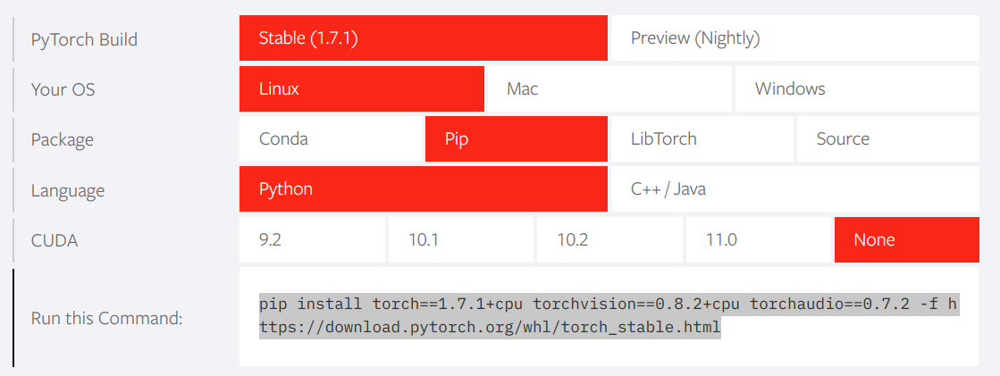 PyTorch Build Stable (1.7.1) Preview (Nightly)
Your OS Linux Mac Windows
Package Conda Pip LibTorch Source
Language Python C++ / Java
CUDA 9.2 10.1 10.2 11.0 None
Run this Command: pip install torch==1.7.1+cpu torchvision==0.8.2+cpu torchaudio==0.7.2 -f h
ttps://download.pytorch.org/whl/torch_stable.html